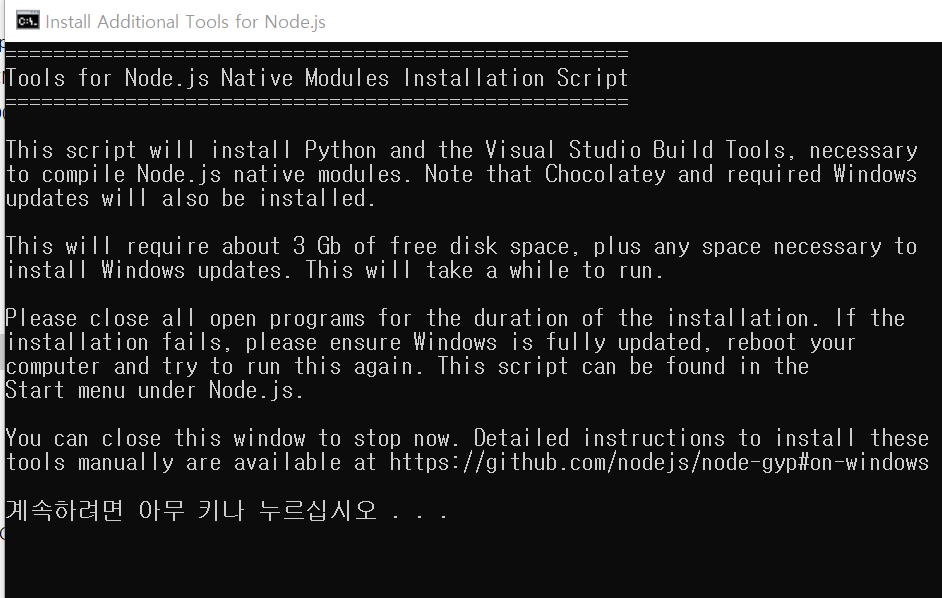 Install Additional Tools for Node.js
====================================================
Tools for Node.js Native Modules Installation Script
====================================================
This script will install Python and the Visual Studio Build Tools, necessary
to compile Node.js native modules. Note that Chocolatey and required Windows
updates will also be installed.
This will require about 3 Gb of free disk space, plus any space necessary to
install Windows updates. This will take a while to run.
Please close all open programs for the duration of the installation. If the
installation fails, please ensure Windows is fully updated, reboot your
computer and try to run this again. This script can be found in the
Start menu under Node.js.
You can close this window to stop now. Detailed instructions to install these
tools manually are available at https://github.com/nodejs/node-gyp#on-windows
계속하려면 아무 키나 누르십시오 . . .